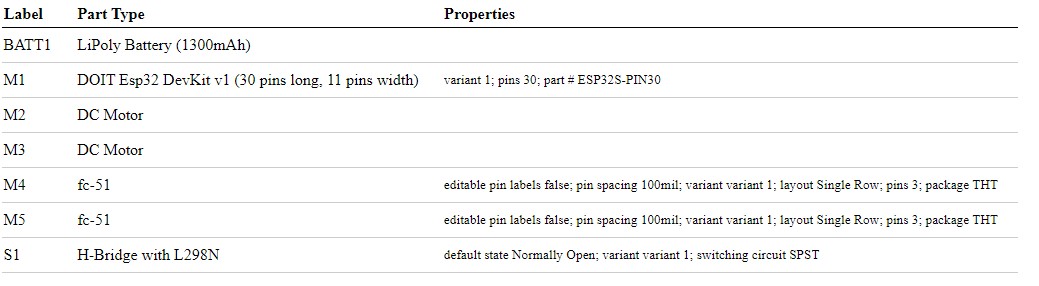 Label Part Type Properties
BATT1 LiPoly Battery (1300mAh)
M1 DOIT Esp32 DevKit v1 (30 pins long, 11 pins width) variant 1; pins 30; part # ESP32S-PIN30
M2 DC Motor
M3 DC Motor
M4 fc-51 editable pin labels false; pin spacing 100mil; variant variant 1; layout Single Row; pins 3; package THT
M5 fc-51 editable pin labels false; pin spacing 100mil; variant variant 1; layout Single Row; pins 3; package THT
S1 H-Bridge with L298N default state Normally Open; variant variant 1; switching circuit SPST